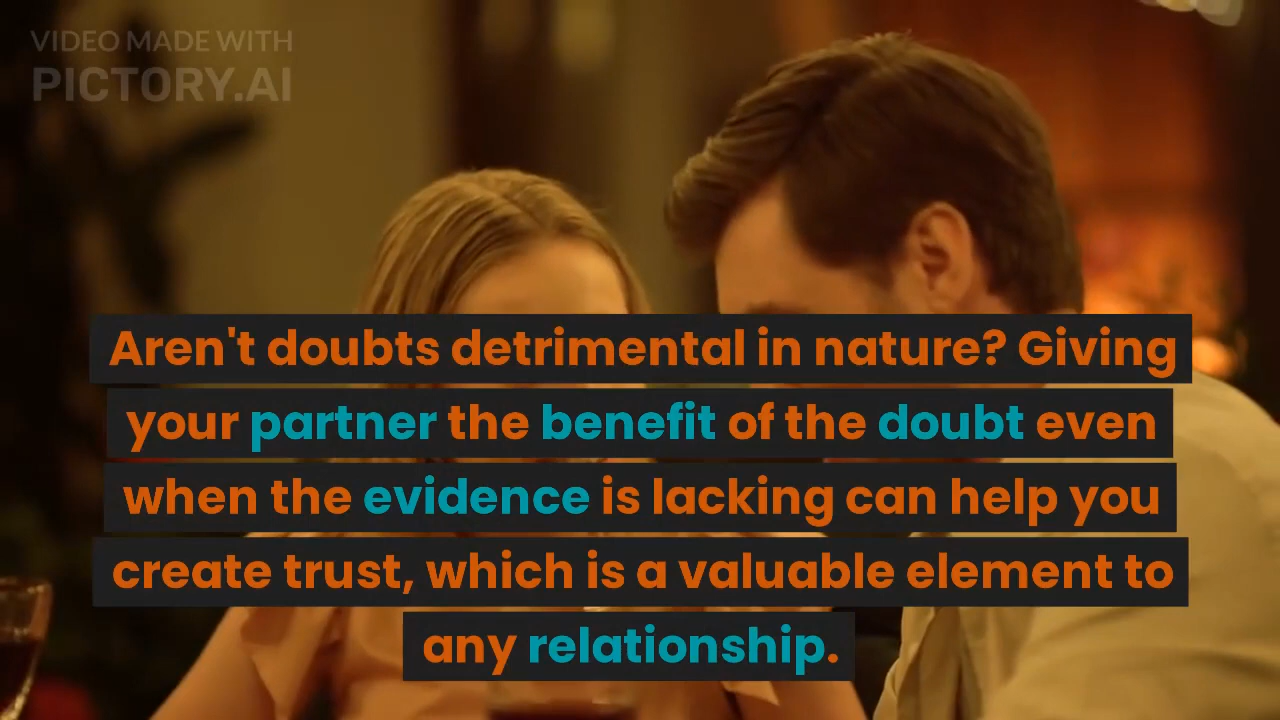 VIDEO MADE WITH
PICTORY.AI
Aren't doubts detrimental in nature? Giving
your partner the benefit of the doubt even
when the evidence is lacking can help you
create trust, which is a valuable element to
any relationship.